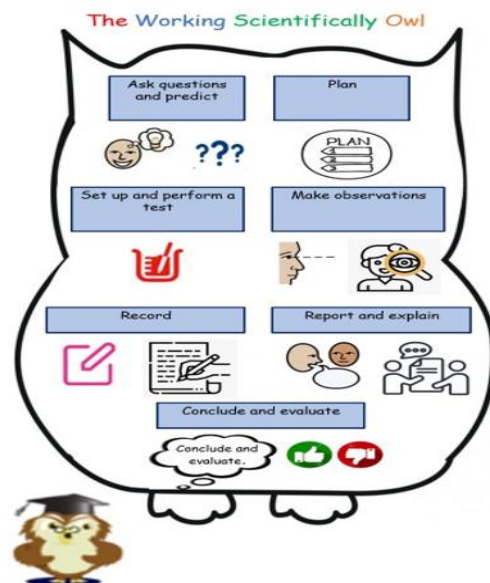 The Working Scientifically Owl
Ask questions
and predict
Plan
???
PLAN
Set up and perform a
test
Make observations
Record
Report and explain
Conclude and evaluate
Conclude and
evaluate.